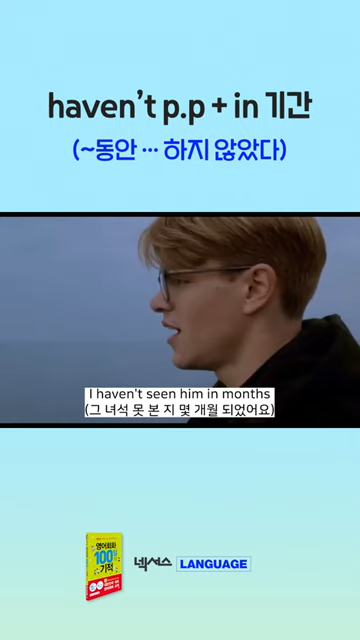 haven't p.p + in 기간
(~동안 … 하지 않았다)
I haven't seen him in months
(그 녀석 못 본 지 몇 개월 되었어요)
영어회화
100일의
기적
넥서스 LANGUAGE